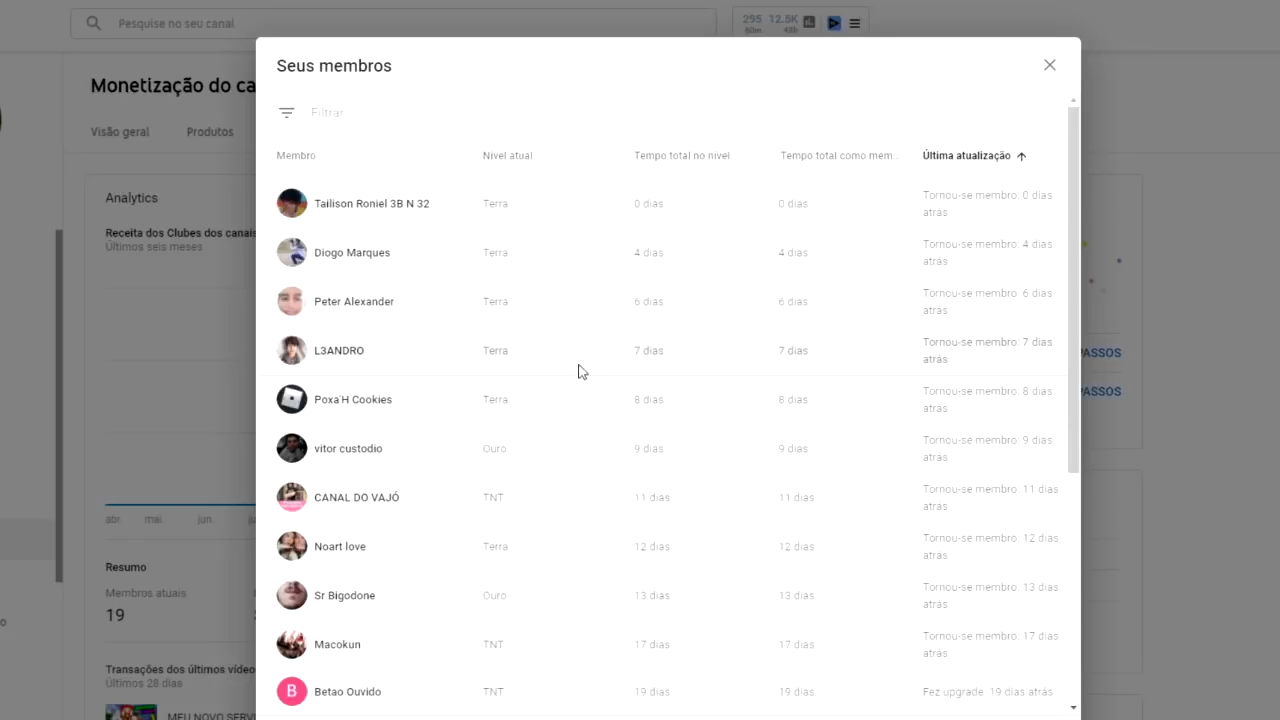 Pesquise no seu canal
295 12.5K
60m 48h
Seus membros
Monetização do ca
Filtrar
Visão geral Produtos
Membro Nível atual Tempo total no nível Tempo total como mem... Última atualização
Analytics
Receita dos Clubes dos canais
Últimos seis meses
Tailison Roniel 3B N 32 Terra 0 dias 0 dias Tornou-se membro: 0 dias
atrás
Diogo Marques Terra 4 dias 4 dias Tornou-se membro: 4 dias
atrás
Peter Alexander Terra 6 dias 6 dias Tornou-se membro: 6 dias
atrás
L3ANDRO Terra 7 dias 7 dias Tornou-se membro: 7 dias
atrás
PASSOS
Poxa'H Cookies Terra 8 dias 8 dias Tornou-se membro: 8 dias
atrás
PASSOS
vitor custodio Ouro 9 dias 9 dias Tornou-se membro: 9 dias
atrás
CANAL DO VAJÓ TNT 11 dias 11 dias Tornou-se membro: 11 dias
atrás
abr. mai. jun.
Noart love Terra 12 dias 12 dias Tornou-se membro: 12 dias
atrás
Resumo
Membros atuais
19
Sr Bigodone Ouro 13 dias 13 dias Tornou-se membro: 13 dias
atrás
Macokun TNT 17 dias 17 dias Tornou-se membro: 17 dias
atrás
Transações dos últimos vídeo
Últimos 28 dias
B Betao Ouvido TNT 19 dias 19 dias Fez upgrade: 19 dias atrás
MEU NOVO SERV